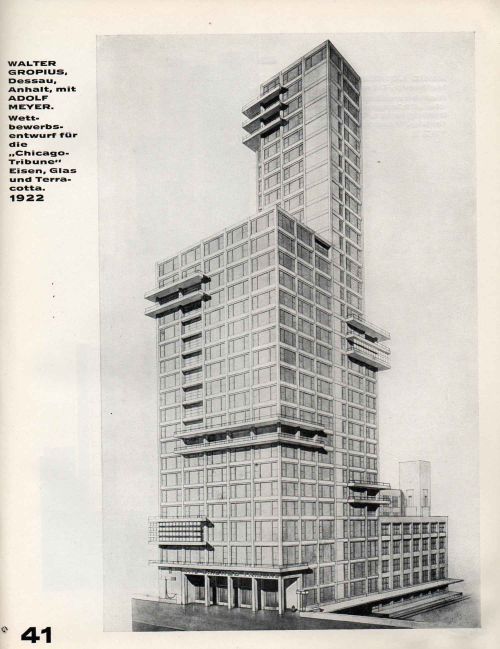 WALTER
GROPIUS,
Dessau,
Anhalt, mit
ADOLF
MEYER.
Wett-
bewerbs-
entwurf für
die
„Chicago-
Tribune“
Eisen, Glas
und Terra-
cotta.
1922
41